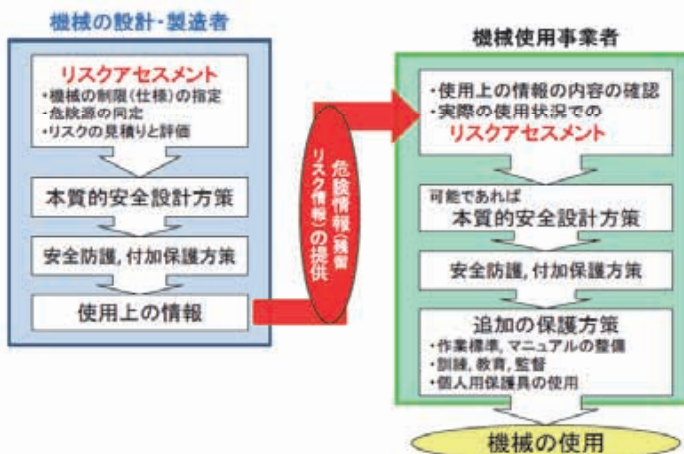 機械の設計・製造者
リスクアセスメント
・機械の制限(仕様)の指定
-危険源の同定
・リスクの見積りと評価
本質的安全設計方策
安全防護,付加保護方策
使用上の情報
危険情報(残留
リスク情報)の提供
機械使用事業者
・使用上の情報の内容の確認
・実際の使用状況での
リスクアセスメント
可能であれば
本質的安全設計方策
安全防護,付加保護方策
追加の保護方策
・作業標準,マニュアルの整備
・訓練,教育,監督
・個人用保護具の使用
機械の使用